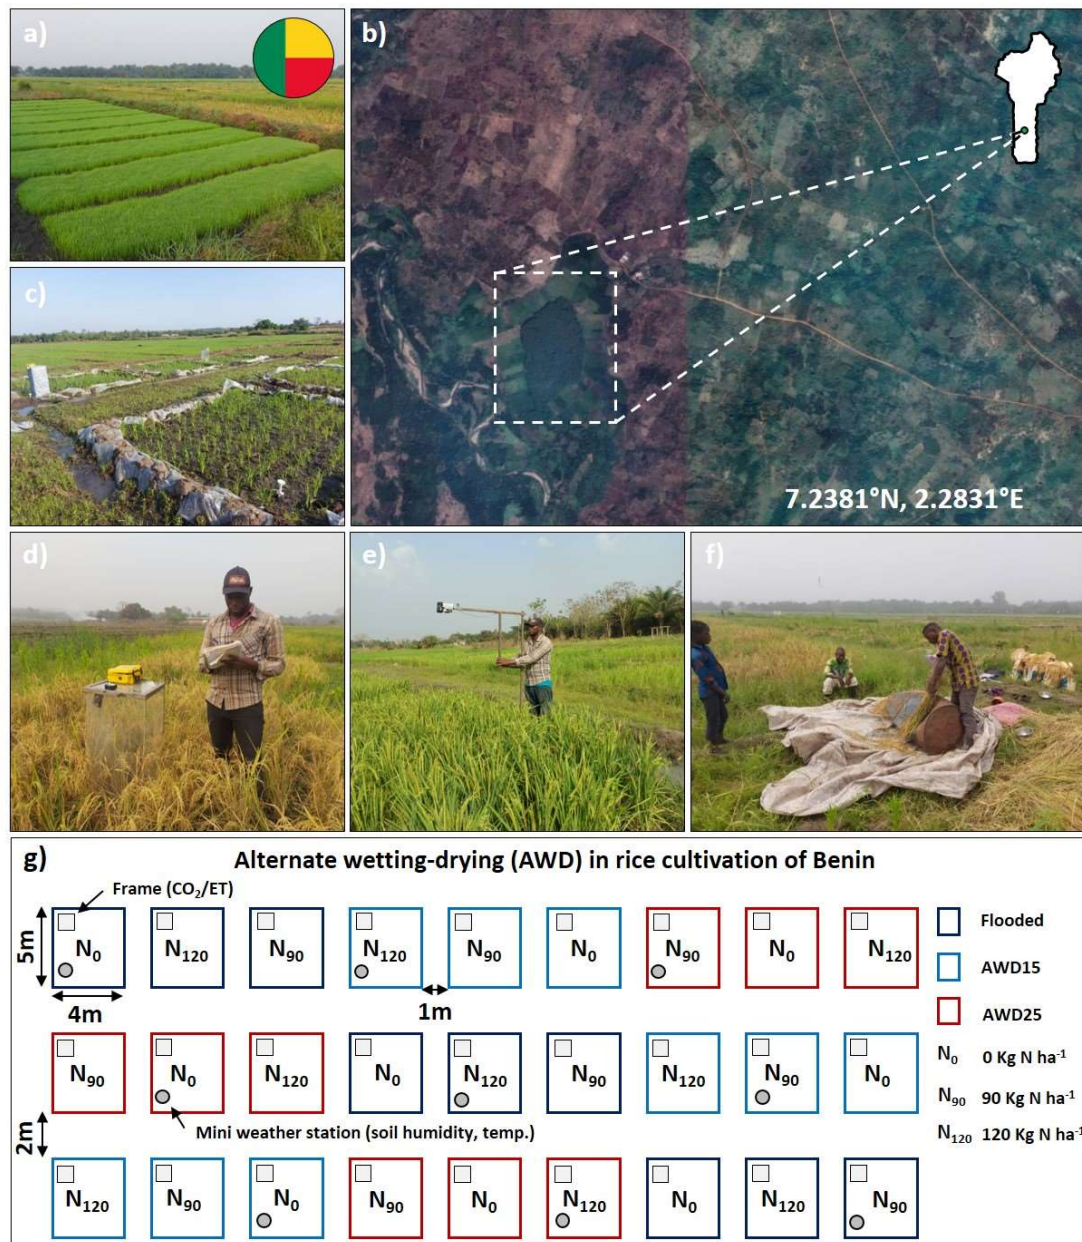 a)
b)
7.2381°N, 2.2831°E
c)
d)
e)
f)
g)
Alternate wetting-drying (AWD) in rice cultivation of Benin
Frame (CO₂/ET)
5m
N₀
N₁₂₀
N₉₀
N₁₂₀
N₉₀
N₀
N₉₀
N₀
N₁₂₀
4m
1m
N₉₀
N₀
N₁₂₀
N₀
N₁₂₀
N₉₀
N₁₂₀
N₉₀
N₀
2m
Mini weather station (soil humidity, temp.)
N₁₂₀
N₉₀
N₀
N₉₀
N₀
N₁₂₀
N₀
N₁₂₀
N₉₀
Flooded
AWD15
AWD25
N₀ 0 Kg N ha⁻¹
N₉₀ 90 Kg N ha⁻¹
N₁₂₀ 120 Kg N ha⁻¹